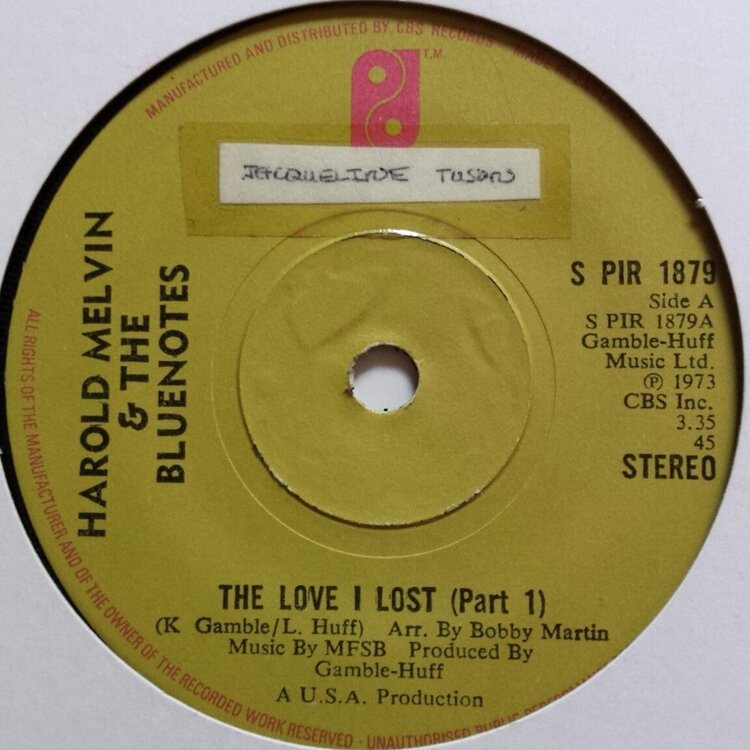 MANUFACTURED AND DISTRIBUTED BY CBS RECORDS
T.M.
JACQUELINE
HAROLD MELVIN
& THE
BLUENOTES
S PIR 1879
Side A
S PIR 1879A
Gamble-Huff
Music Ltd.
Ⓟ 1973
CBS Inc.
3.35
45
STEREO
THE LOVE I LOST (Part 1)
(K Gamble/L. Huff) Arr. By Bobby Martin
Music By MFSB Produced By
Gamble-Huff
A U.S.A. Production
ALL RIGHTS OF THE MANUFACTURER AND OF THE OWNER OF THE RECORDED WORK RESERVED · UNAUTHORISED PUBLIC